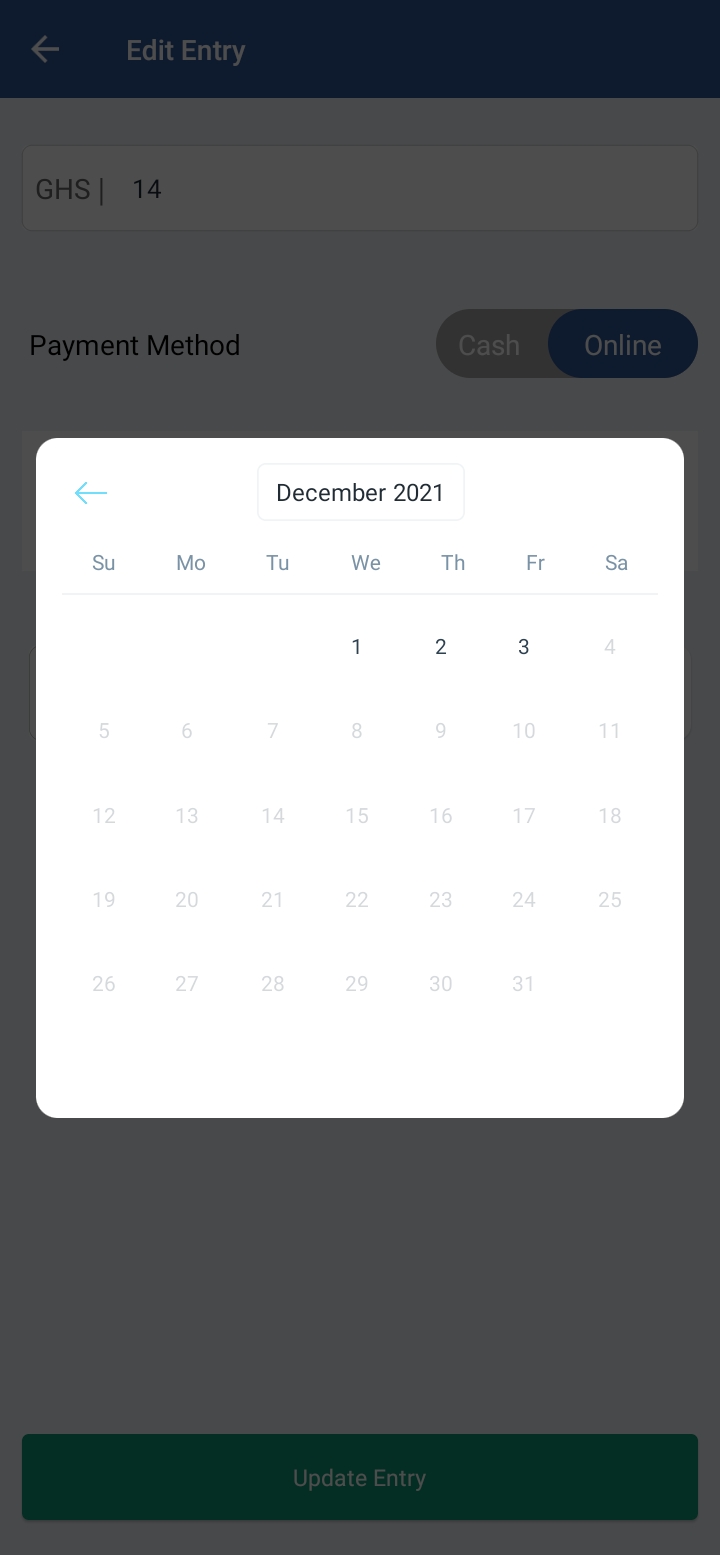 Edit Entry
GHS | 14
Payment Method Cash Online
December 2021
Su Mo Tu We Th Fr Sa
1 2 3 4
5 6 7 8 9 10 11
12 13 14 15 16 17 18
19 20 21 22 23 24 25
26 27 28 29 30 31
Update Entry